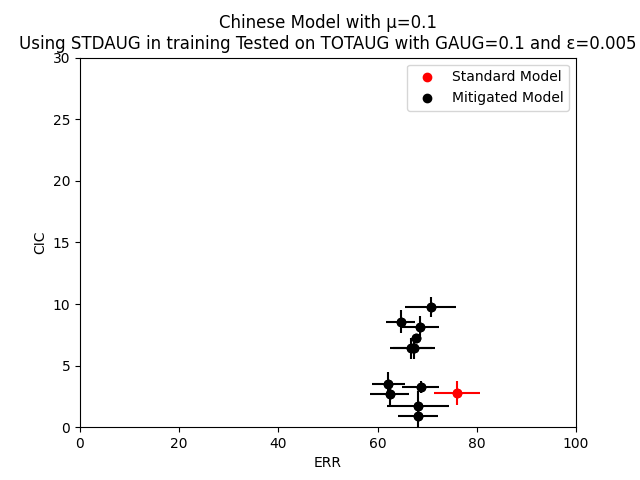 Chinese Model with μ=0.1
Using STDAUG in training Tested on TOTAUG with GAUG=0.1 and ε=0.005
Standard Model
Mitigated Model
30
25
20
15
10
5
0
CIC
0 20 40 60 80 100
ERR